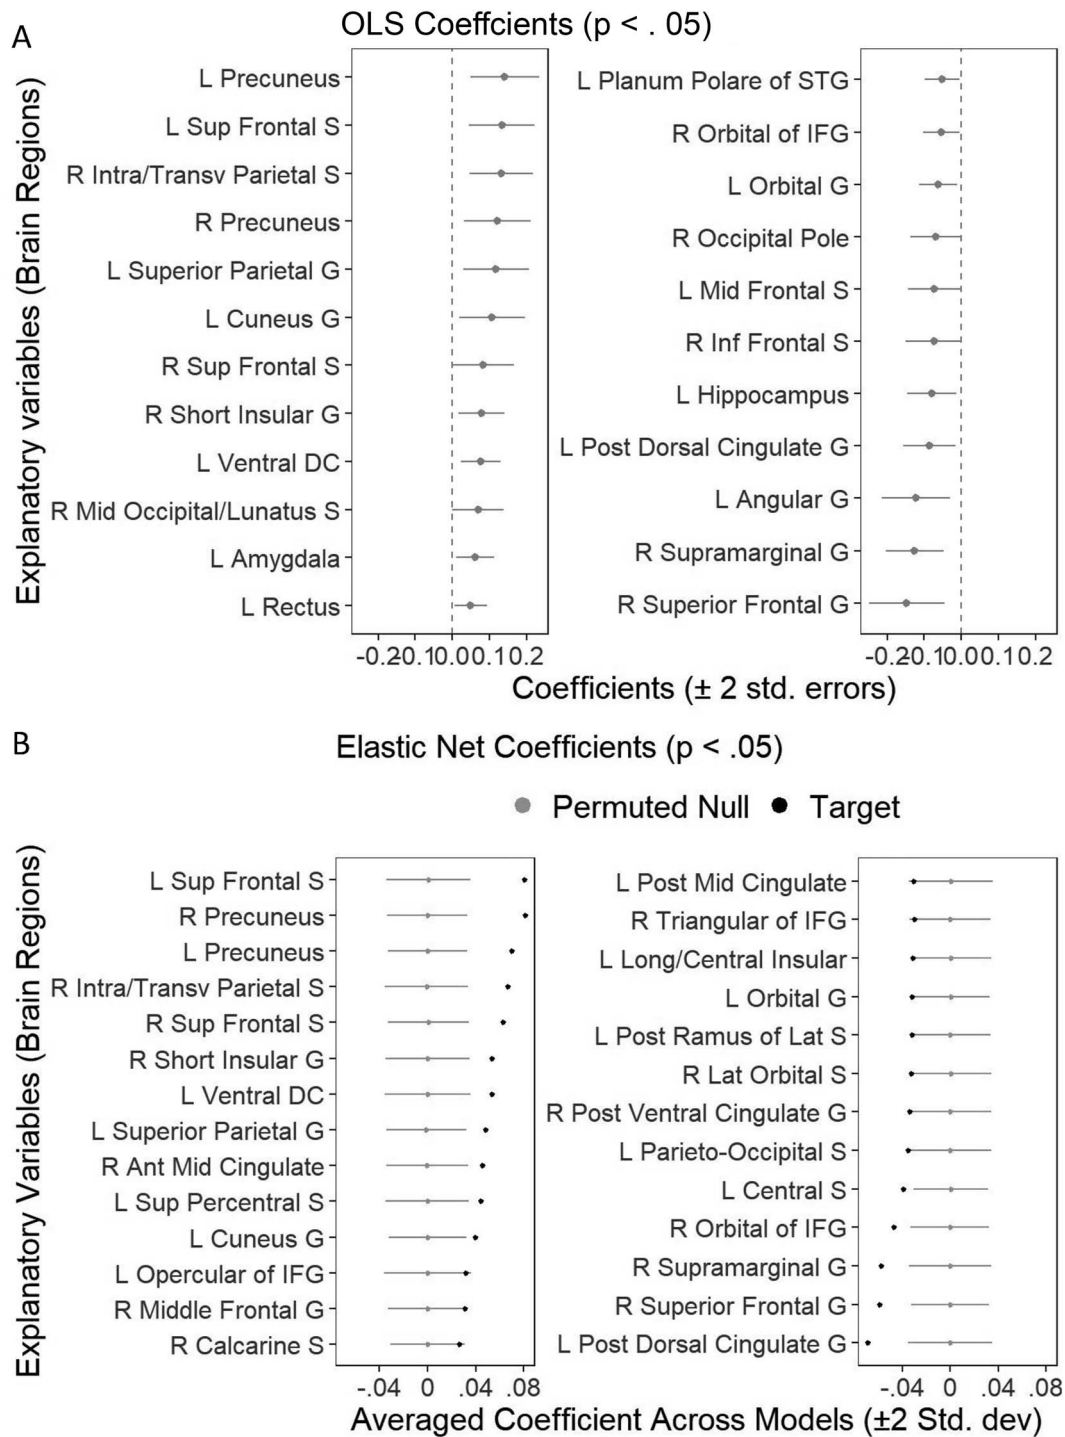 A
OLS Coeffcients (p < . 05)
Explanatory variables (Brain Regions)
L Precuneus
L Sup Frontal S
R Intra/Transv Parietal S
R Precuneus
L Superior Parietal G
L Cuneus G
R Sup Frontal S
R Short Insular G
L Ventral DC
R Mid Occipital/Lunatus S
L Amygdala
L Rectus
-0.2-0.10.00.10.2
L Planum Polare of STG
R Orbital of IFG
L Orbital G
R Occipital Pole
L Mid Frontal S
R Inf Frontal S
L Hippocampus
L Post Dorsal Cingulate G
L Angular G
R Supramarginal G
R Superior Frontal G
-0.2-0.10.00.10.2
Coefficients (± 2 std. errors)
B
Elastic Net Coefficients (p < .05)
Permuted Null Target
Explanatory Variables (Brain Regions)
L Sup Frontal S
R Precuneus
L Precuneus
R Intra/Transv Parietal S
R Sup Frontal S
R Short Insular G
L Ventral DC
L Superior Parietal G
R Ant Mid Cingulate
L Sup Percentral S
L Cuneus G
L Opercular of IFG
R Middle Frontal G
R Calcarine S
-.04 0 .04 .08
L Post Mid Cingulate
R Triangular of IFG
L Long/Central Insular
L Orbital G
L Post Ramus of Lat S
R Lat Orbital S
R Post Ventral Cingulate G
L Parieto-Occipital S
L Central S
R Orbital of IFG
R Supramarginal G
R Superior Frontal G
L Post Dorsal Cingulate G
-.04 0 .04 .08
Averaged Coefficient Across Models (±2 Std. dev)